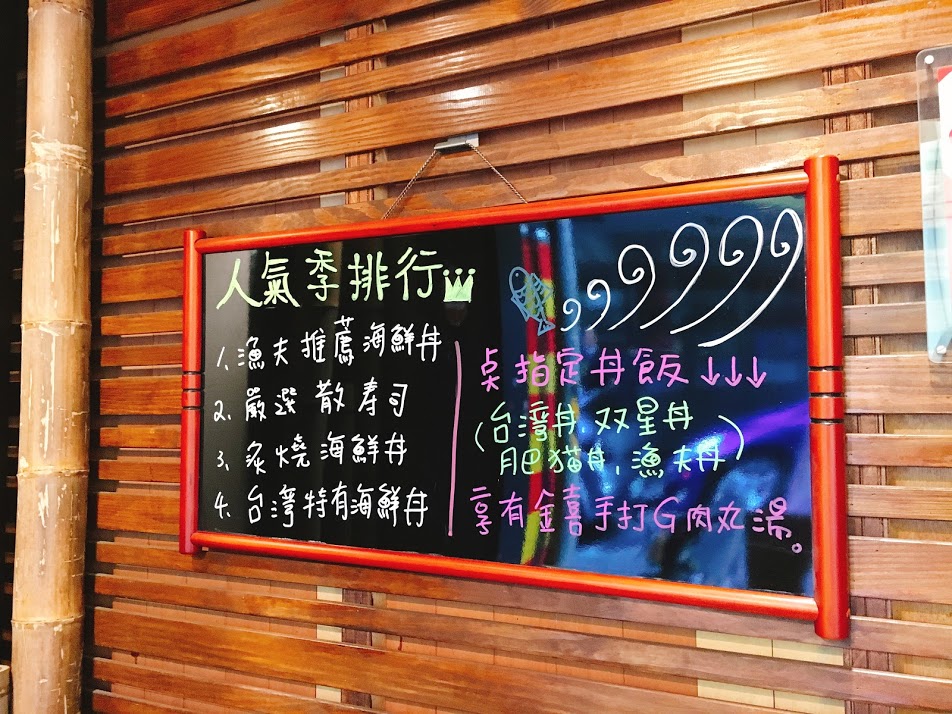 人氣季排行
1、漁夫推薦海鮮丼
2、嚴選散寿司
3、炙燒海鮮丼
4、台灣特有海鮮丼
点指定丼飯↓↓↓
(台灣丼、双星丼
肥猫丼、漁夫丼)
享有金喜手打G肉丸湯。